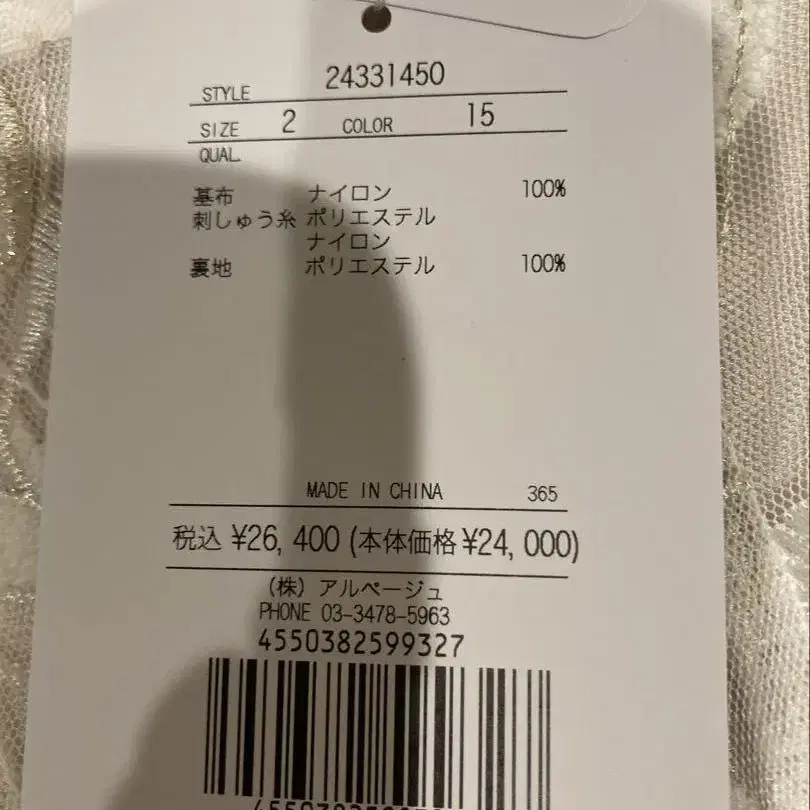 STYLE 24331450
SIZE 2 COLOR 15
QUAL.
基布 ナイロン 100%
刺しゅう糸 ポリエステル
ナイロン
裏地 ポリエステル 100%
MADE IN CHINA 365
税込 ¥26,400 (本体価格¥24,000)
(株) アルページュ
PHONE 03-3478-5963
4550382599327